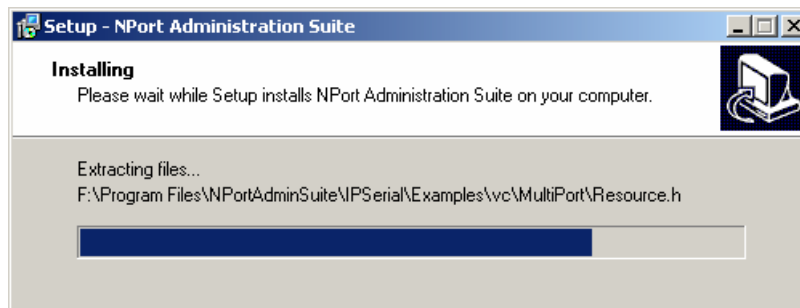 Setup - NPort Administration Suite
Installing
Please wait while Setup installs NPort Administration Suite on your computer.
Extracting files...
F:\Program Files\NPortAdminSuite\IPSerial\Examples\vc\MultiPort\Resource.h